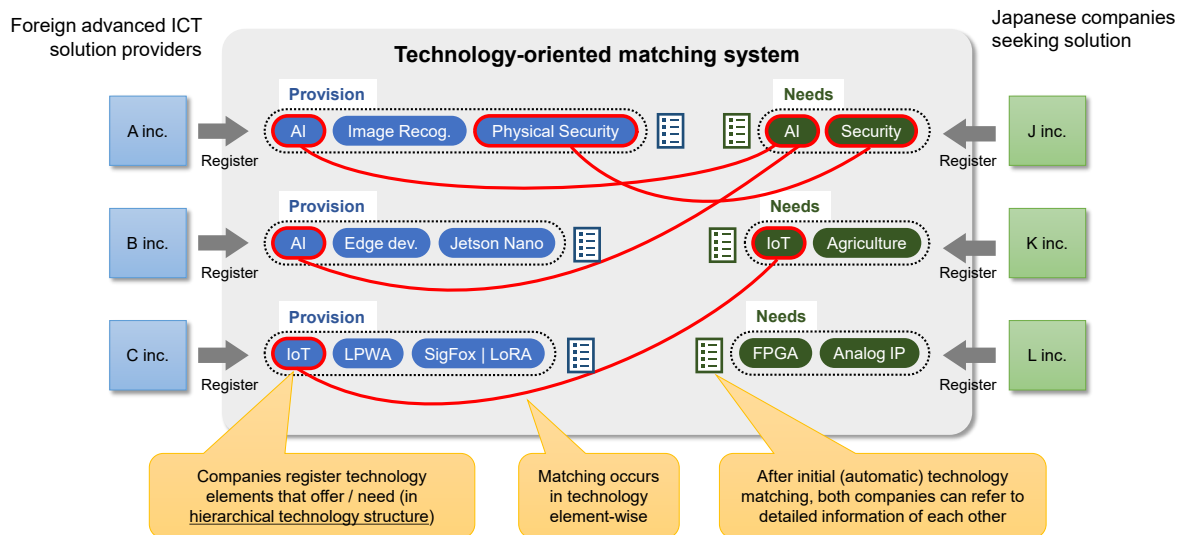 Foreign advanced ICT
solution providers
Japanese companies
seeking solution
Technology-oriented matching system
Provision
Needs
A inc.
Register
AI
Image Recog.
Physical Security
AI
Security
Register
J inc.
Provision
Needs
B inc.
Register
AI
Edge dev.
Jetson Nano
IoT
Agriculture
Register
K inc.
Provision
Needs
C inc.
Register
IoT
LPWA
SigFox | LoRA
FPGA
Analog IP
Register
L inc.
Companies register technology
elements that offer / need (in
hierarchical technology structure)
Matching occurs
in technology
element-wise
After initial (automatic) technology
matching, both companies can refer to
detailed information of each other